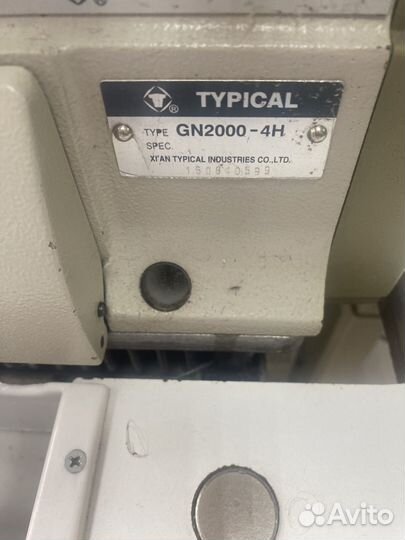 ® TYPICAL
TYPE GN2000-4H
SPEC.
XI'AN TYPICAL INDUSTRIES CO.,LTD.
Avito